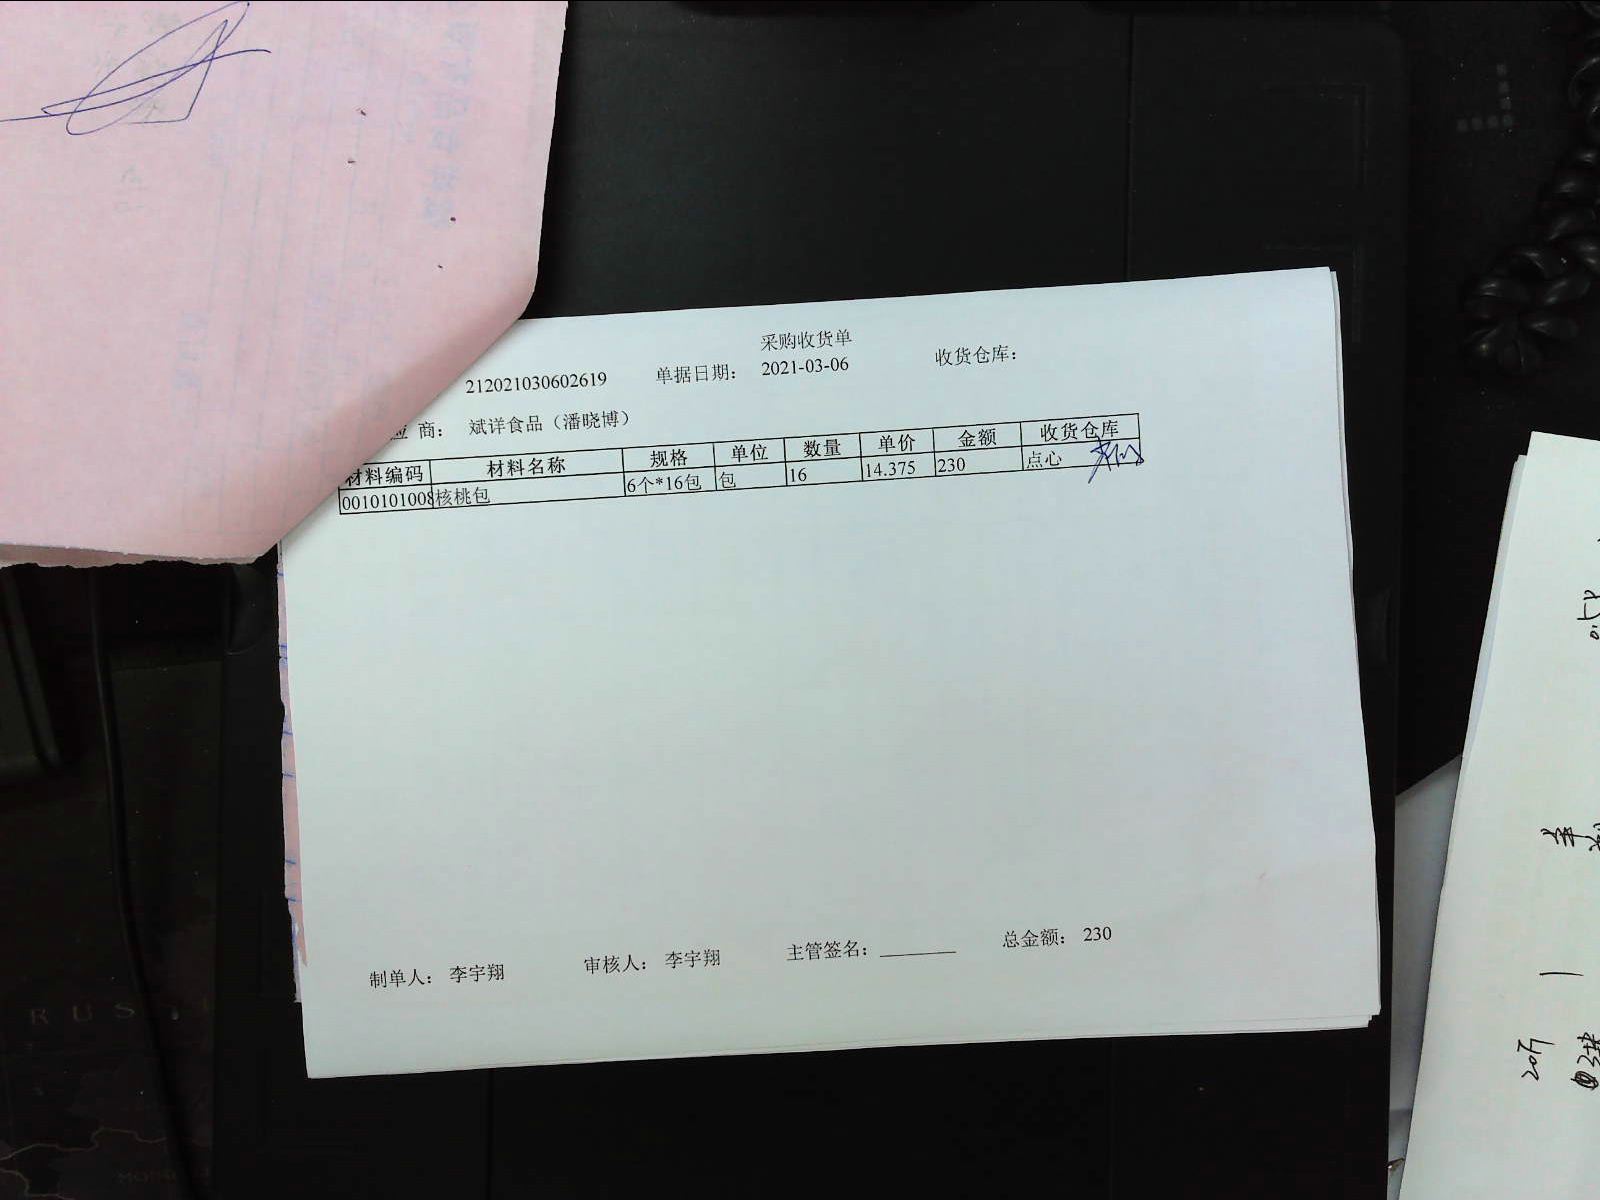 采购收货单
212021030602619 单据日期： 2021-03-06 收货仓库：
应 商： 斌详食品（潘晓博）
材料编码 材料名称 规格 单位 数量 单价 金额 收货仓库
0010101008 核桃包 6个*16包 包 16 14.375 230 点心
制单人： 李宇翔 审核人： 李宇翔 主管签名： 总金额： 230